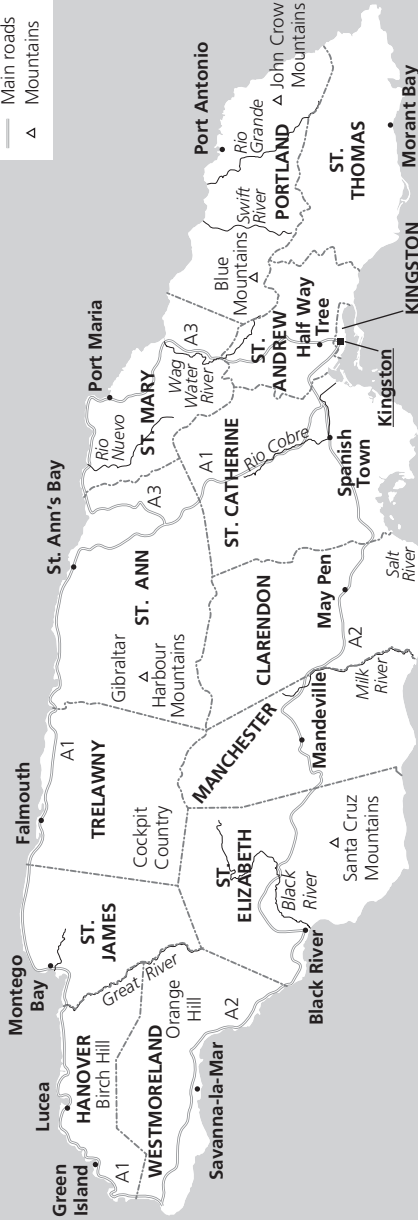 Main roads
Mountains
Port Antonio
Rio
Grande
John Crow
Mountains
PORTLAND
Swift
River
ST.
THOMAS
Morant Bay
Blue
Mountains
Port Maria
A3
Wag
Water
River
ST. MARY
Rio
Nuevo
ST.
ANDREW
Half Way
Tree
KINGSTON
Kingston
St. Ann's Bay
A3
A1
ST. CATHERINE
Rio Cobre
Spanish
Town
ST. ANN
Gibraltar
Harbour
Mountains
CLARENDON
May Pen
Salt
River
A2
Milk
River
Falmouth
A1
TRELAWNY
Cockpit
Country
MANCHESTER
Mandeville
Montego
Bay
ST.
JAMES
Great River
ST.
ELIZABETH
Black
River
Santa Cruz
Mountains
Black River
Lucea
HANOVER
Birch Hill
Green
Island
A1
WESTMORELAND
Orange
Hill
A2
Savanna-la-Mar